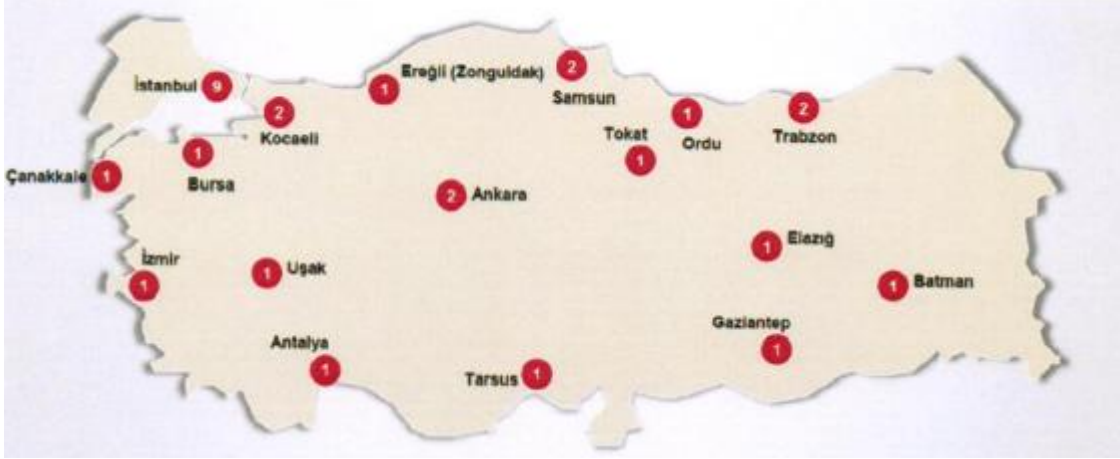 Ereğli (Zonguldak)
1
2
Samsun
İstanbul 9
2
Kocaeli
1
Ordu
2
Trabzon
Tokat
1
1
Bursa
Çanakkale 1
2 Ankara
1 Elazığ
İzmir
1
1 Uşak
1 Batman
Gaziantep
1
Antalya
1
Tarsus 1